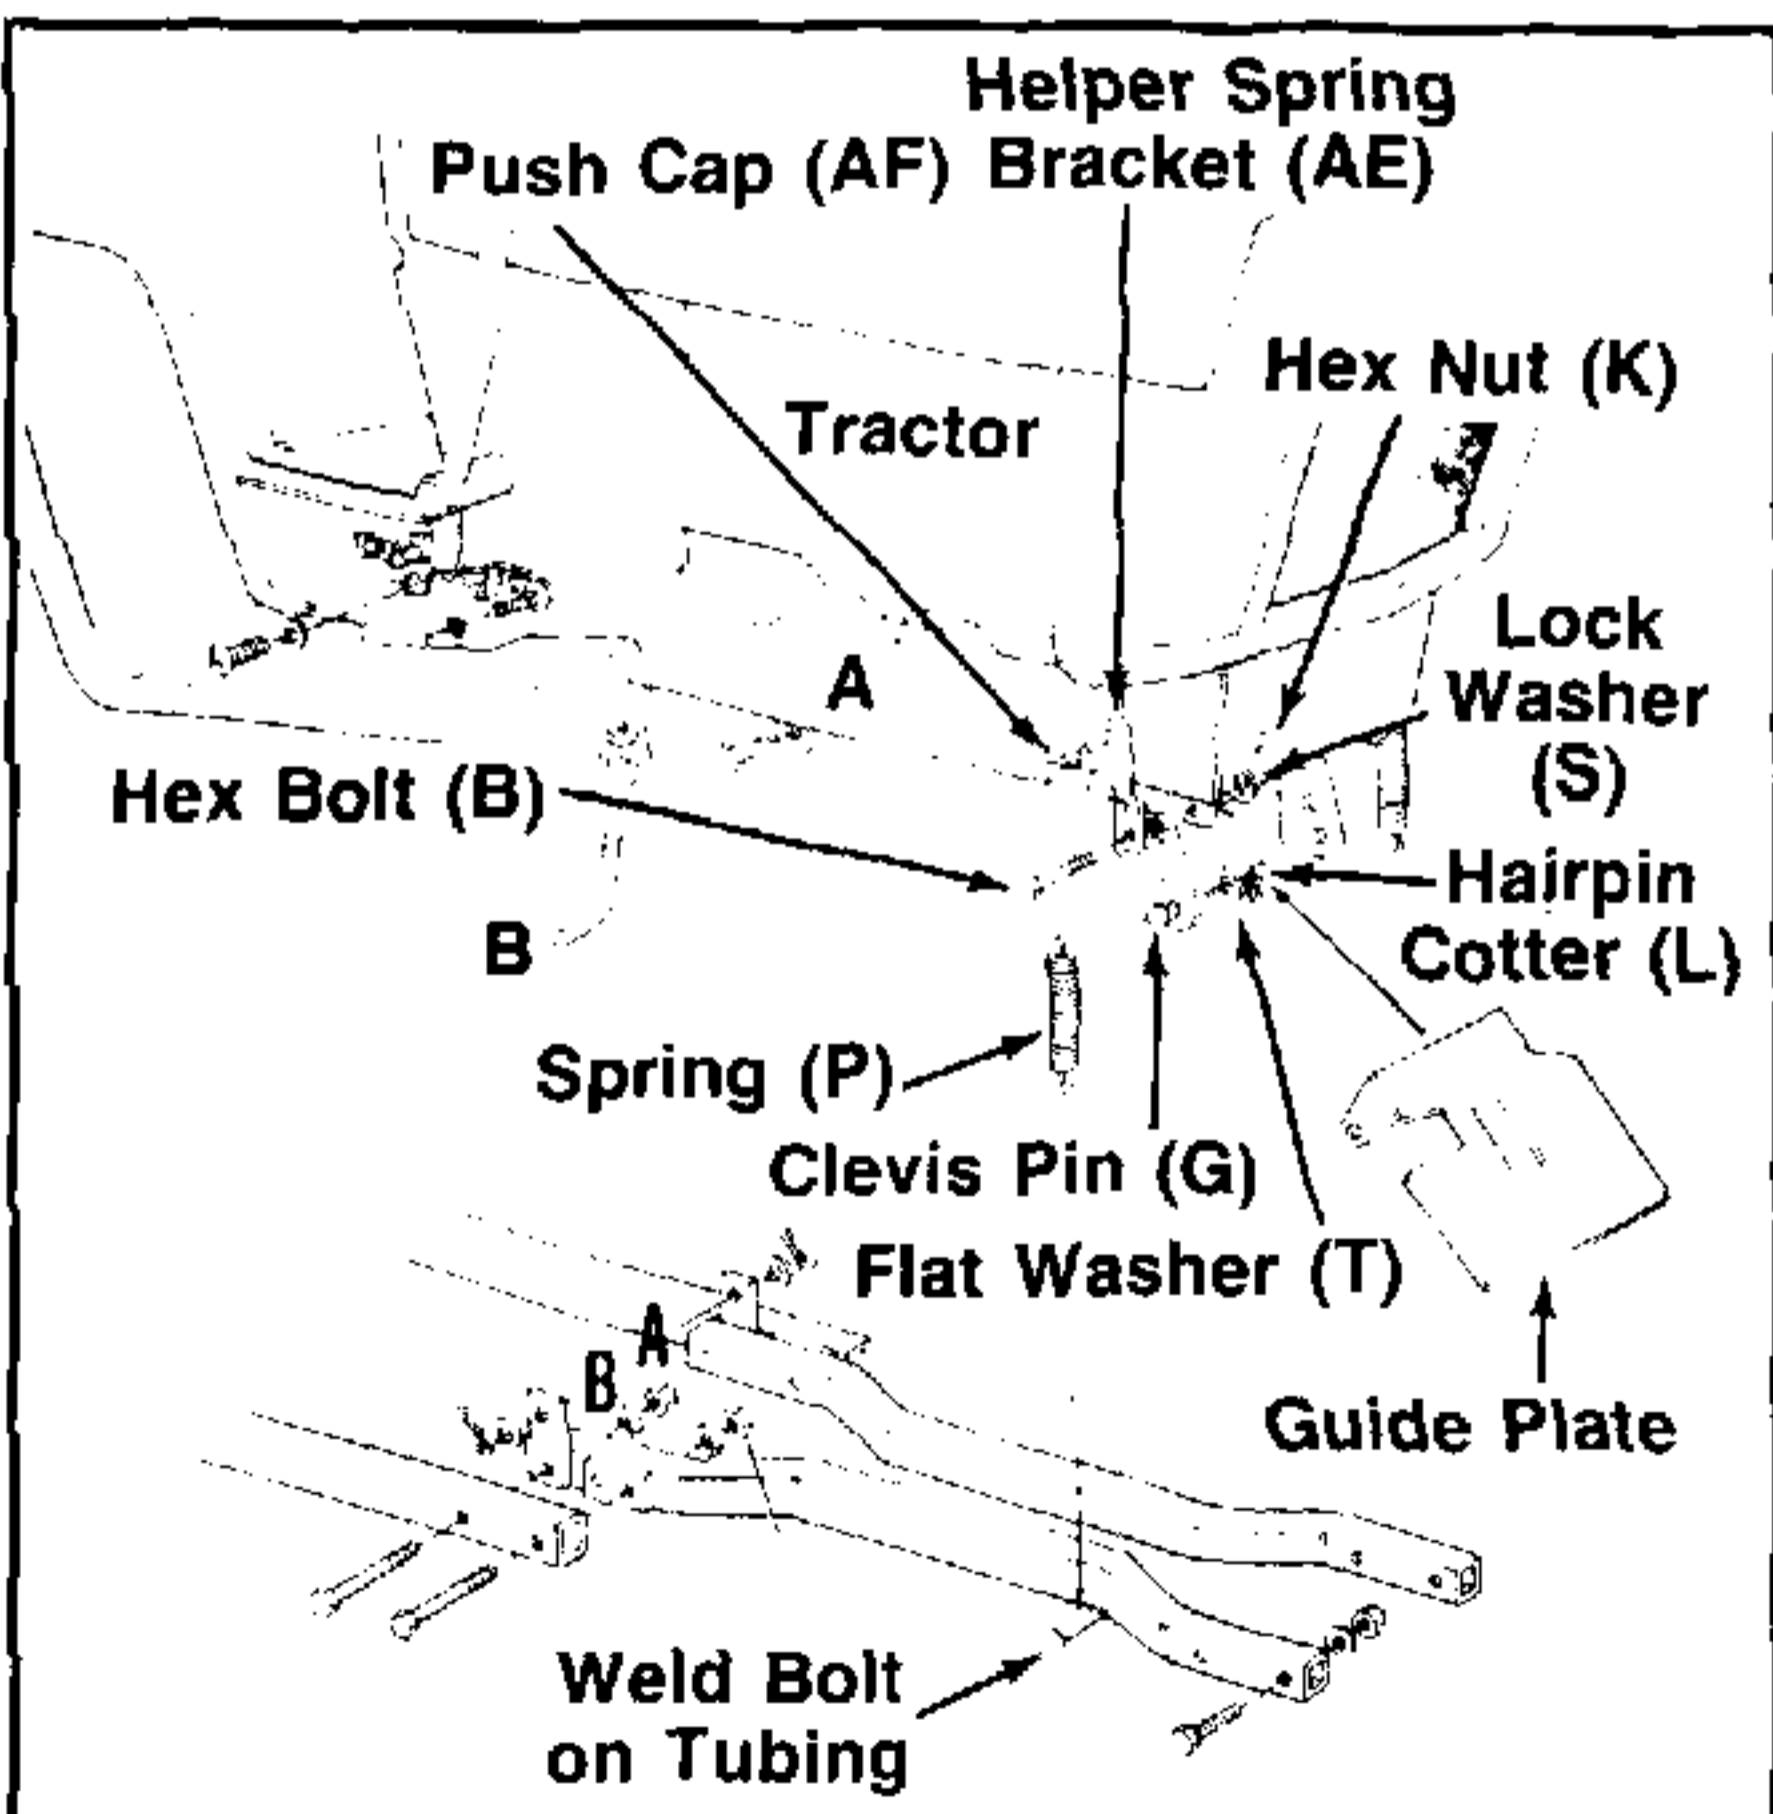 Helper Spring
Push Cap (AF) Bracket (AE)
Hex Nut (K)
Tractor
Lock
Washer
(S)
A
Hex Bolt (B)
Hairpin
Cotter (L)
B
Spring (P)
Clevis Pin (G)
Flat Washer (T)
A
B
Guide Plate
Weld Bolt
on Tubing